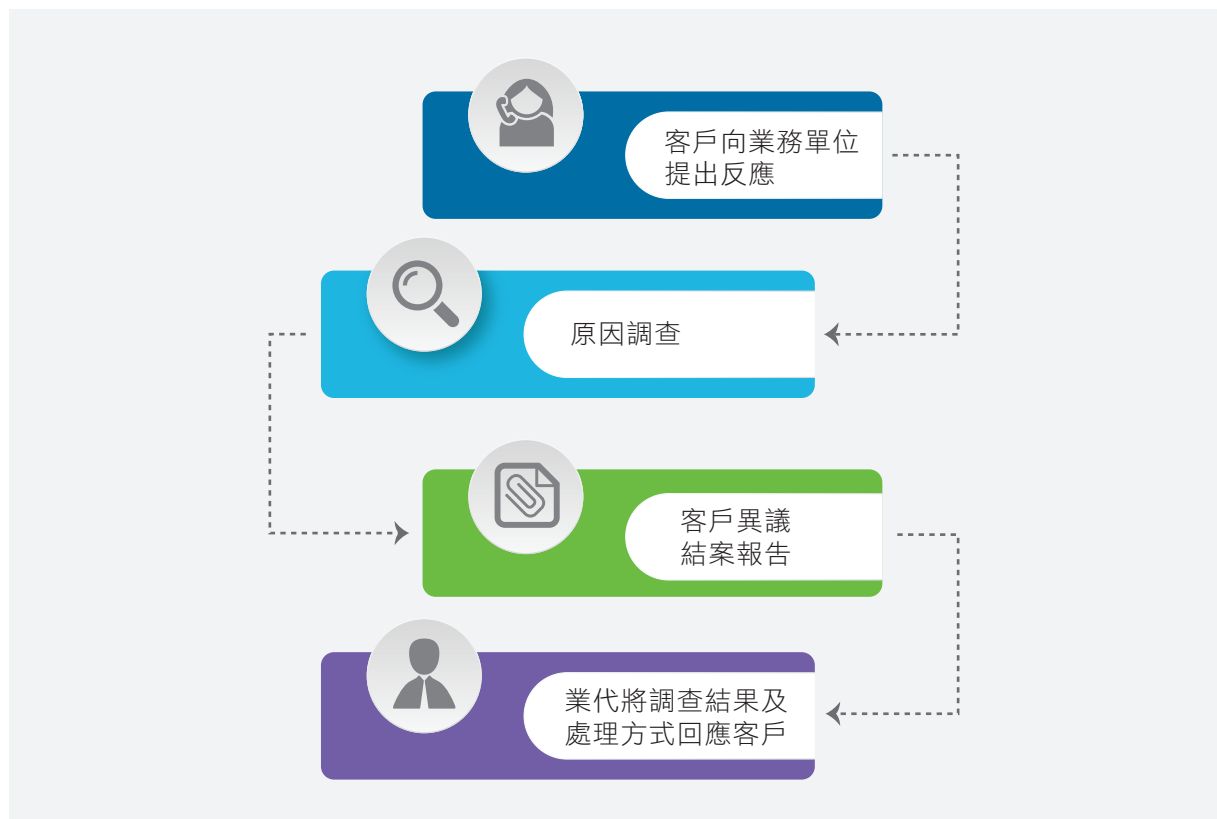 客戶向業務單位
提出反應
原因調查
客戶異議
結案報告
業代將調查結果及
處理方式回應客戶